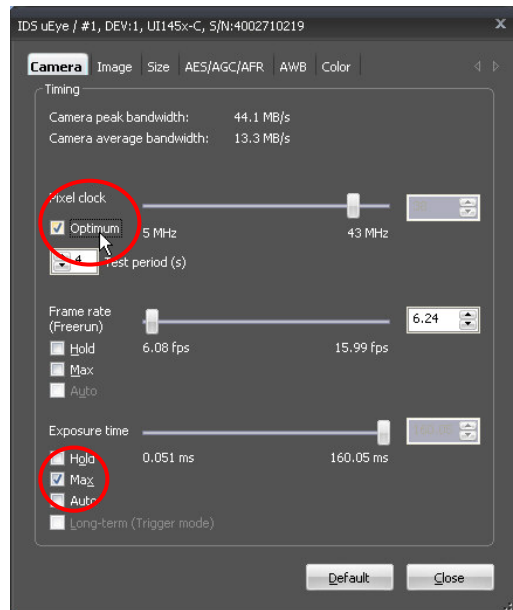 IDS uEye / #1, DEV:1, UI145x-C, S/N:4002710219 x
Camera Image Size AES/AGC/AFR AWB Color
Timing
Camera peak bandwidth: 44.1 MB/s
Camera average bandwidth: 13.3 MB/s
Pixel clock
Optimum 5 MHz 43 MHz
4 Test period (s)
Frame rate
(Freerun) 6.24
Hold 6.08 fps 15.99 fps
Max
Auto
Exposure time 160.05
Hold 0.051 ms 160.05 ms
Max
Auto
Long-term (Trigger mode)
Default Close